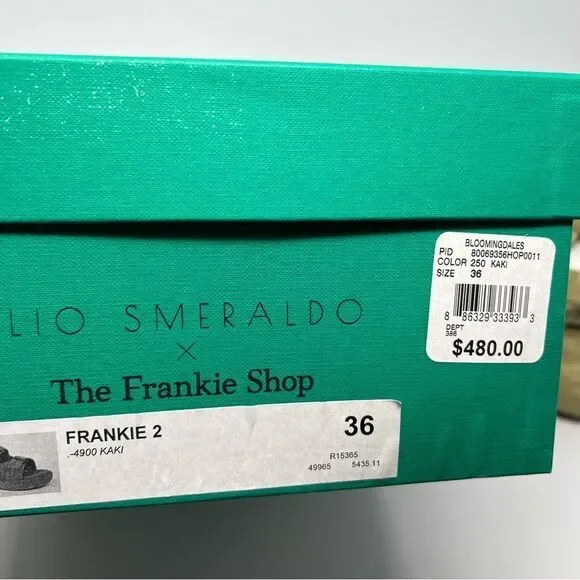 BLOOMINGDALES
PID 80069356HOP0011
COLOR 250 KAKI
SIZE 36
8 86329 33393 3
DEPT
386
$480.00
LIO SMERALDO
×
The Frankie Shop
FRANKIE 2
.-4900 KAKI
36
R15365
49965 5435.11